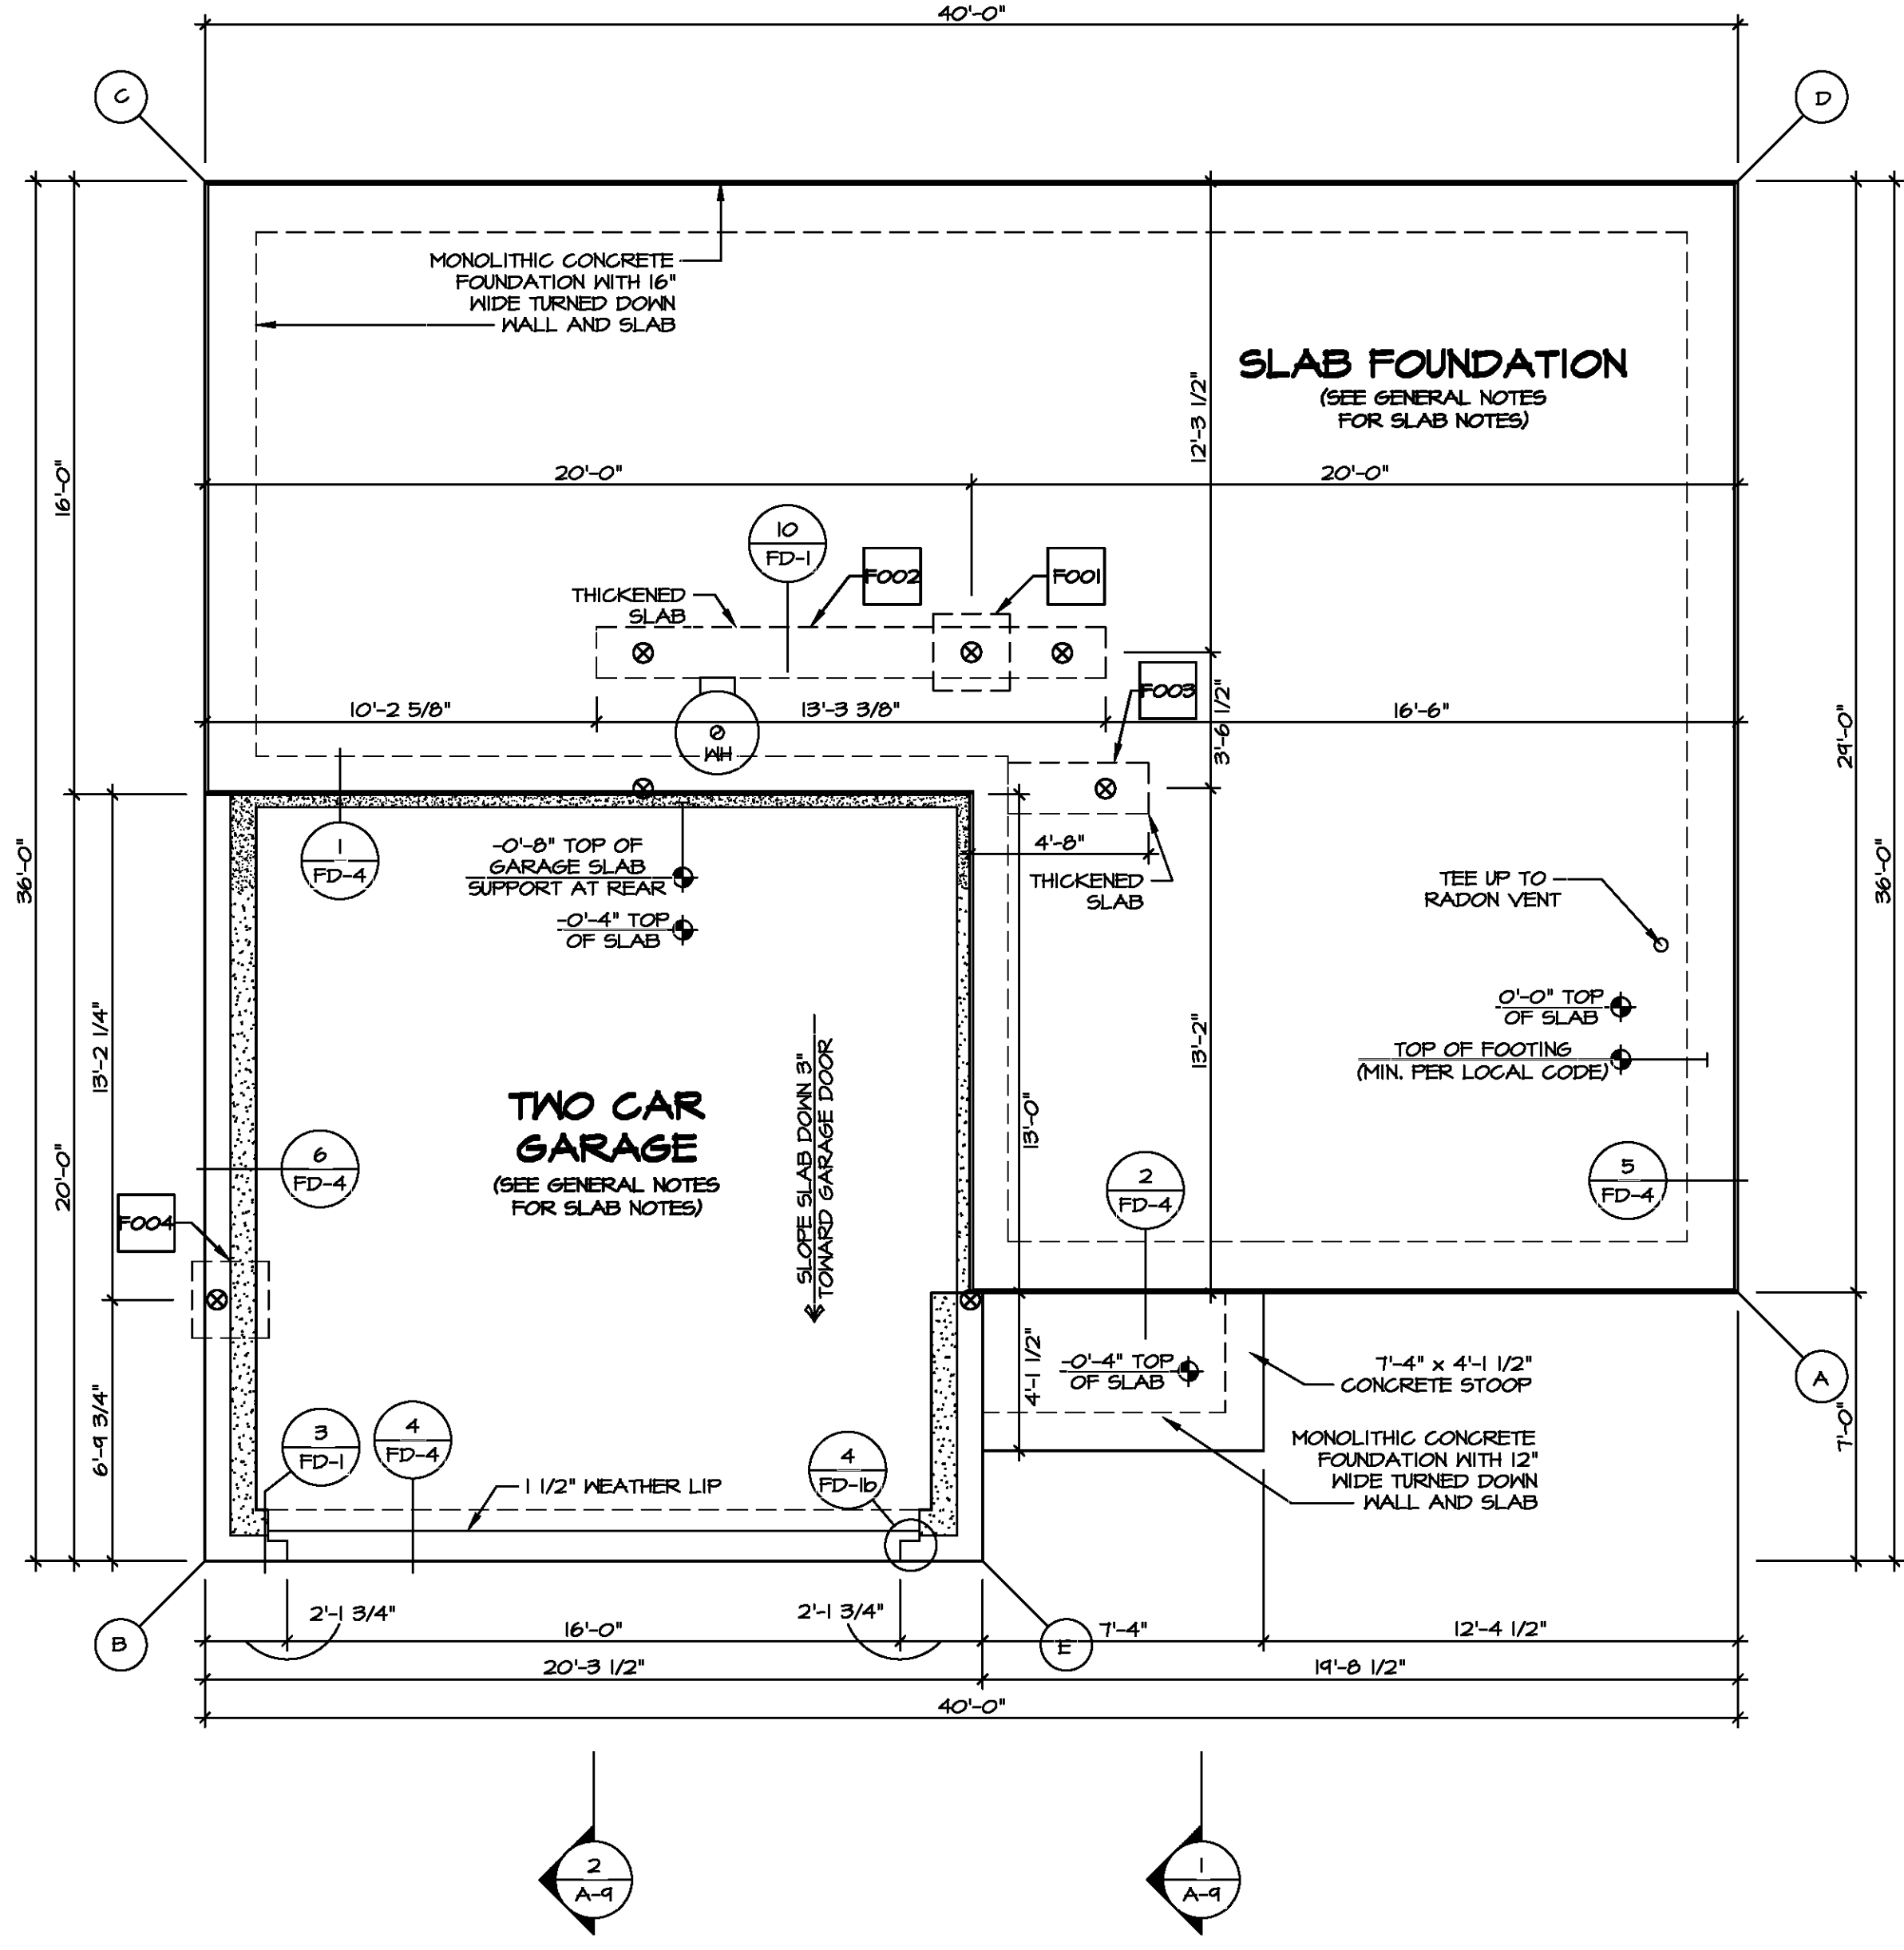 40'-0"
C
D
MONOLITHIC CONCRETE
FOUNDATION WITH 16"
WIDE TURNED DOWN
WALL AND SLAB
SLAB FOUNDATION
(SEE GENERAL NOTES
FOR SLAB NOTES)
12'-3 1/2"
16'-0"
20'-0"
20'-0"
10
FD-1
F002
F001
THICKENED
SLAB
F003
10'-2 5/8"
13'-3 3/8"
16'-6"
3'-6 1/2"
29'-0"
WH
36'-0"
36'-0"
1
FD-4
-0'-8" TOP OF
GARAGE SLAB
SUPPORT AT REAR
-0'-4" TOP
OF SLAB
4'-8"
THICKENED
SLAB
TEE UP TO
RADON VENT
0'-0" TOP
OF SLAB
TOP OF FOOTING
(MIN. PER LOCAL CODE)
13'-2 1/4"
13'-2"
13'-0"
TWO CAR
GARAGE
(SEE GENERAL NOTES
FOR SLAB NOTES)
SLOPE SLAB DOWN 3"
TOWARD GARAGE DOOR
20'-0"
6
FD-4
2
FD-4
5
FD-4
F004
4'-1 1/2"
-0'-4" TOP
OF SLAB
7'-4" x 4'-1 1/2"
CONCRETE STOOP
A
6'-9 3/4"
7'-0"
3
FD-1
4
FD-4
4
FD-1b
1 1/2" WEATHER LIP
MONOLITHIC CONCRETE
FOUNDATION WITH 12"
WIDE TURNED DOWN
WALL AND SLAB
B
E
2'-1 3/4"
16'-0"
2'-1 3/4"
7'-4"
12'-4 1/2"
20'-3 1/2"
19'-8 1/2"
40'-0"
2
A-9
1
A-9